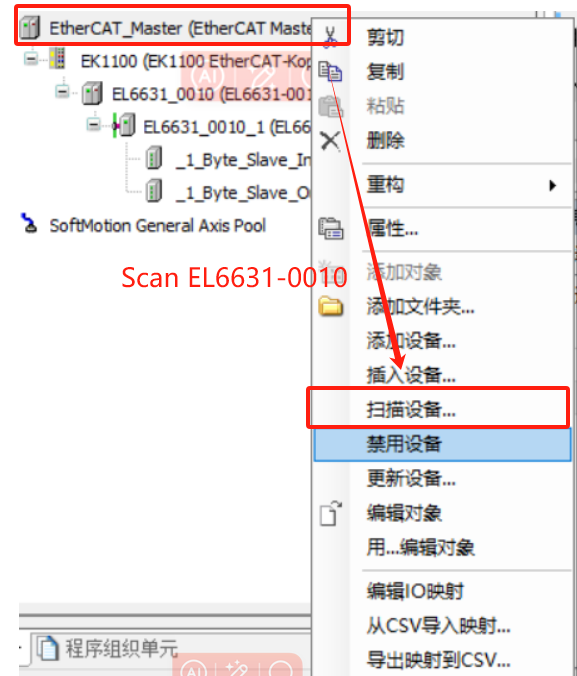 EtherCAT_Master (EtherCAT Maste
EK1100 (EK1100 EtherCAT-Kop
EL6631_0010 (EL6631-001
EL6631_0010_1 (EL66
_1_Byte_Slave_In
_1_Byte_Slave_O
SoftMotion General Axis Pool
Scan EL6631-0010
剪切
复制
粘贴
删除
重构
属性...
添加对象
添加文件夹...
添加设备...
插入设备...
扫描设备...
禁用设备
更新设备...
编辑对象
用...编辑对象
编辑IO映射
从CSV导入映射...
导出映射到CSV...
程序组织单元
AI
AI